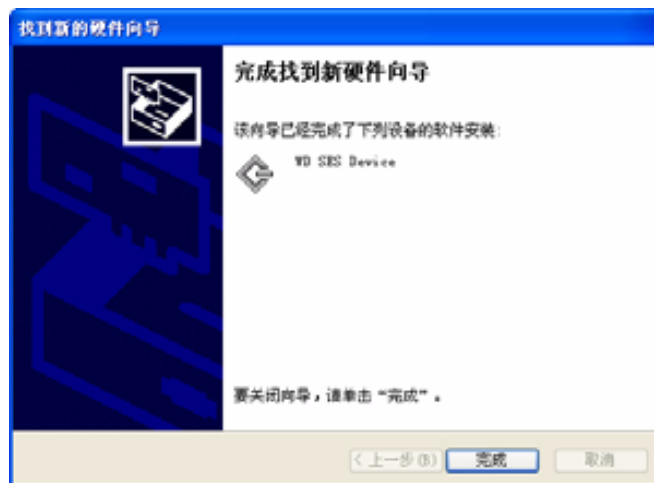 找到新的硬件向导
完成找到新硬件向导
该向导已经完成了下列设备的软件安装:
WD SES Device
要关闭向导，请单击“完成”。
< 上一步(B)
完成
取消